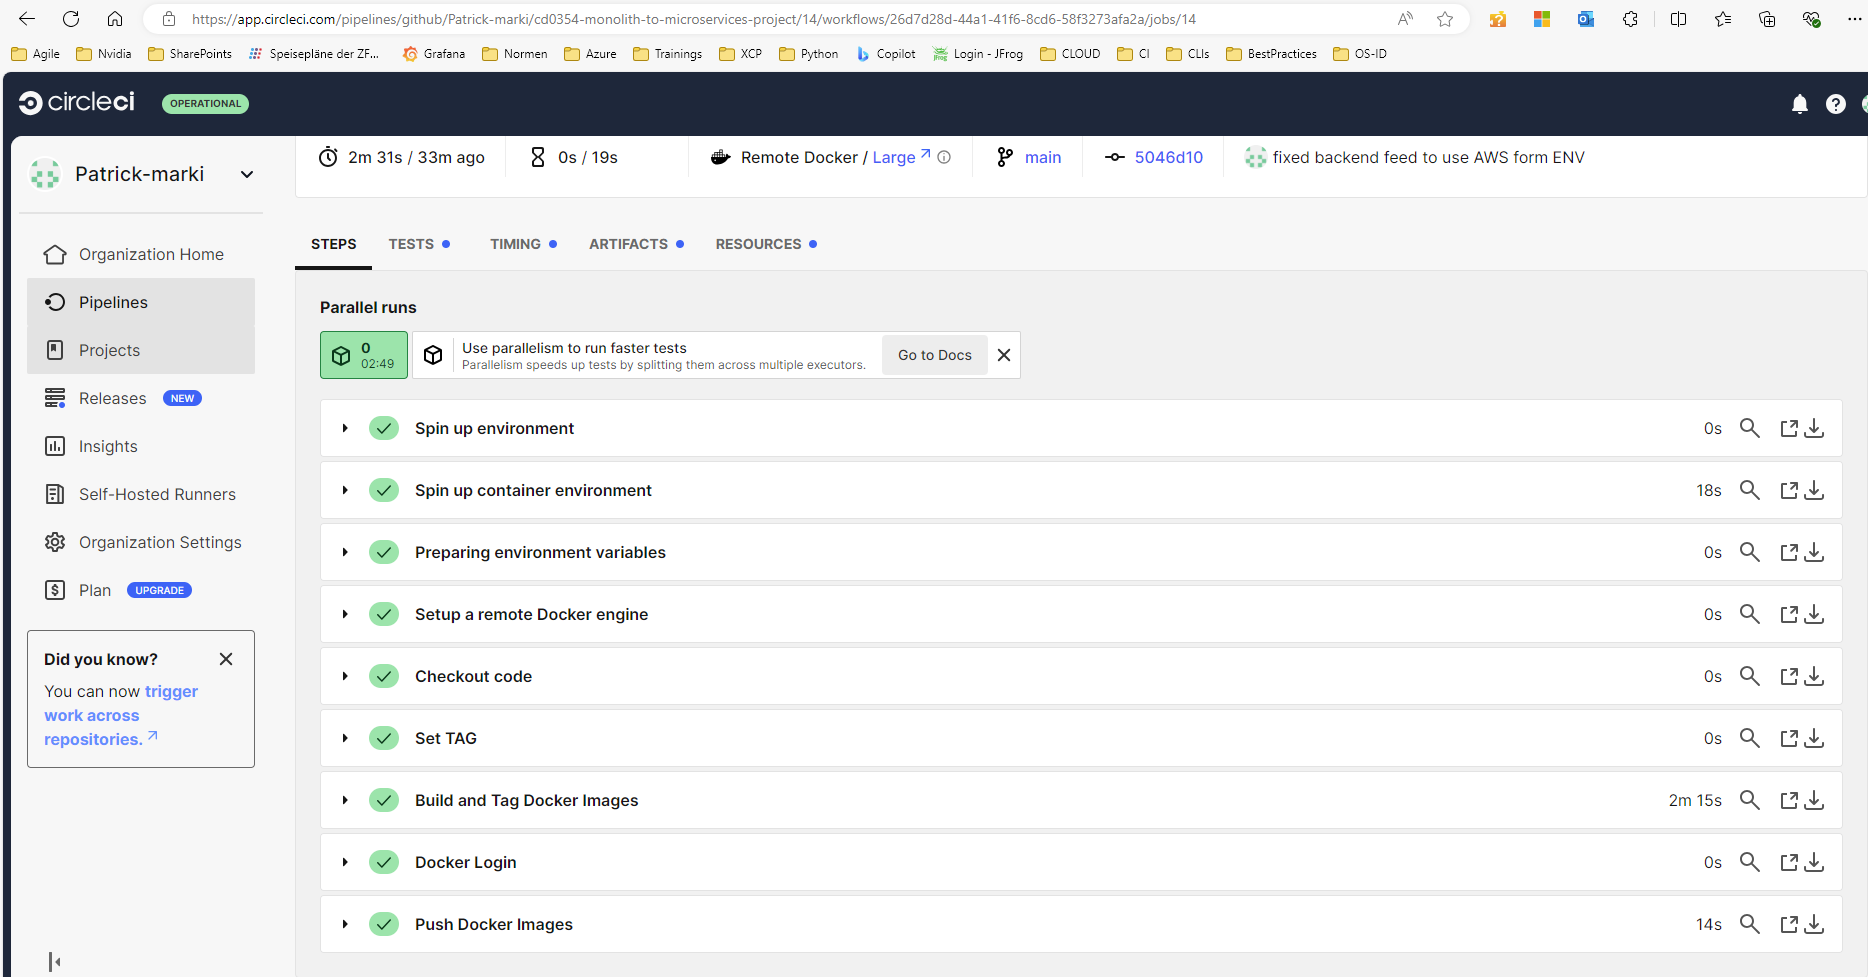 https://app.circleci.com/pipelines/github/Patrick-marki/cd0354-monolith-to-microservices-project/14/workflows/26d7d28d-44a1-41f6-8cd6-58f3273afa2a/jobs/14
Agile Nvidia SharePoints Speisepläne der ZF... Grafana Normen Azure Trainings XCP Python Copilot Login - JFrog CLOUD CI CLIs BestPractices OS-ID
circleci OPERATIONAL
Patrick-marki
Organization Home
Pipelines
Projects
Releases NEW
Insights
Self-Hosted Runners
Organization Settings
Plan UPGRADE
Did you know?
You can now trigger
work across
repositories.
2m 31s / 33m ago 0s / 19s Remote Docker / Large main 5046d10 fixed backend feed to use AWS form ENV
STEPS TESTS TIMING ARTIFACTS RESOURCES
Parallel runs
0
02:49
Use parallelism to run faster tests
Parallelism speeds up tests by splitting them across multiple executors.
Go to Docs
Spin up environment 0s
Spin up container environment 18s
Preparing environment variables 0s
Setup a remote Docker engine 0s
Checkout code 0s
Set TAG 0s
Build and Tag Docker Images 2m 15s
Docker Login 0s
Push Docker Images 14s